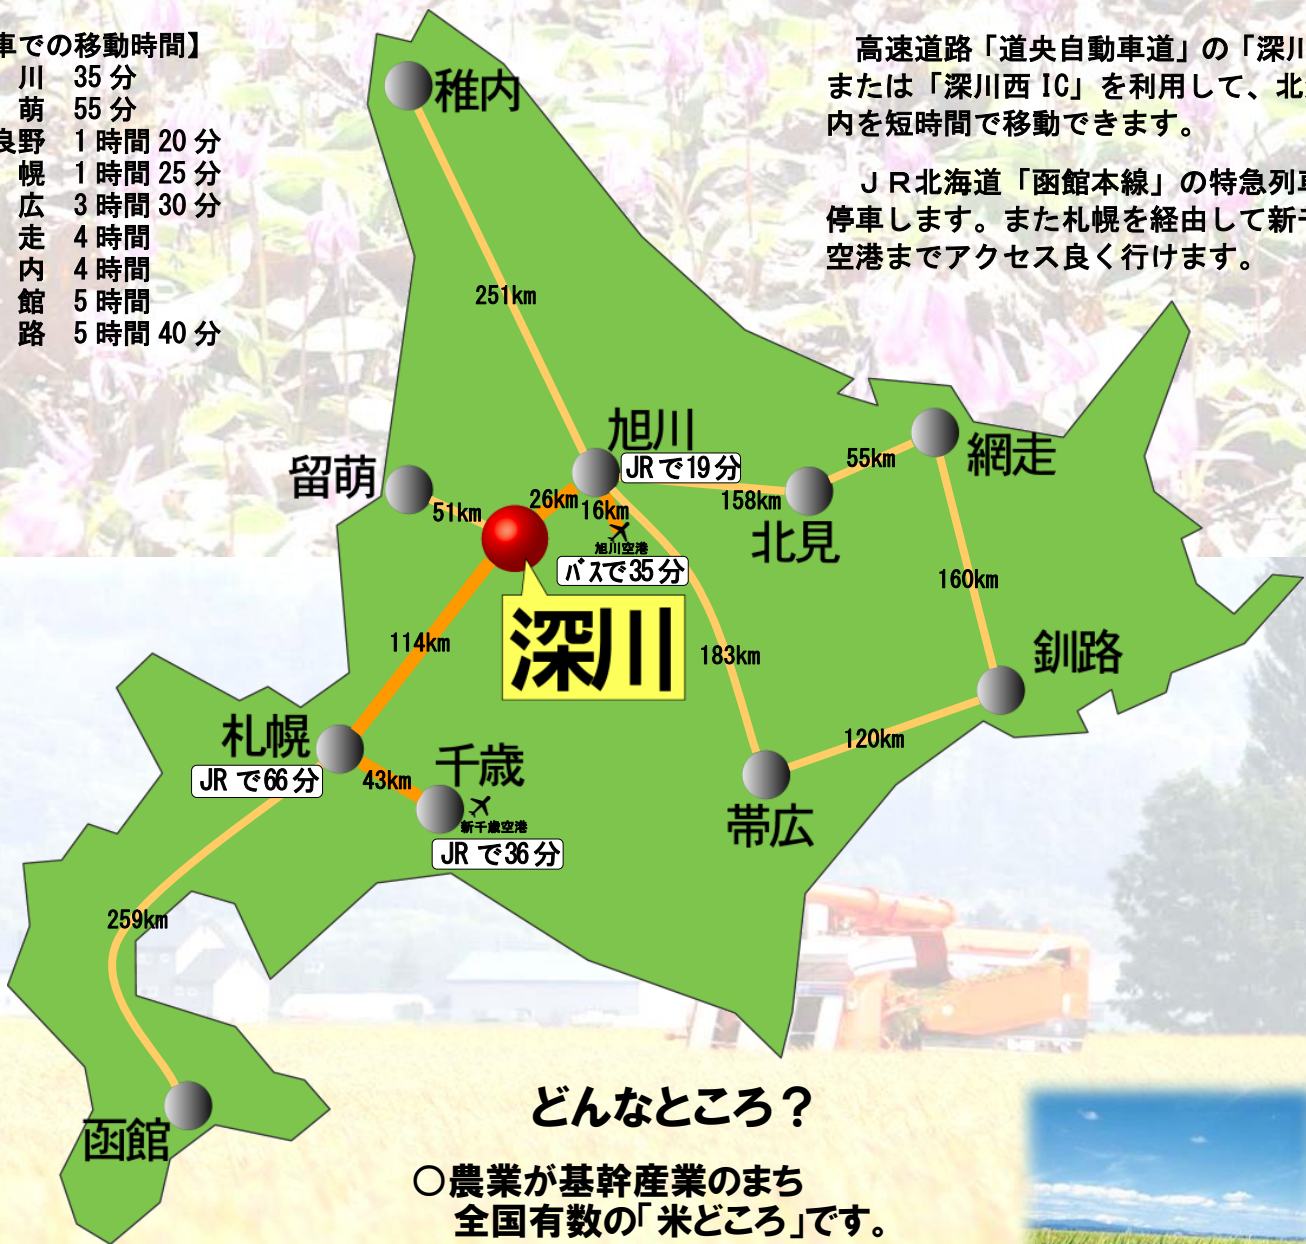 車での移動時間】
川 35分
萌 55分
良野 1時間20分
幌 1時間25分
広 3時間30分
走 4時間
内 4時間
館 5時間
路 5時間40分
高速道路「道央自動車道」の「深川
または「深川西IC」を利用して、北
内を短時間で移動できます。
JR北海道「函館本線」の特急列車
停車します。また札幌を経由して新千
空港までアクセス良く行けます。
稚内
251km
旭川
JRで19分
留萌
51km
26km
16km
旭川空港
バスで35分
158km
北見
55km
網走
160km
深川
114km
183km
釧路
120km
帯広
札幌
JRで66分
43km
千歳
新千歳空港
JRで36分
259km
函館
どんなところ？
○農業が基幹産業のまち
全国有数の「米どころ」です。